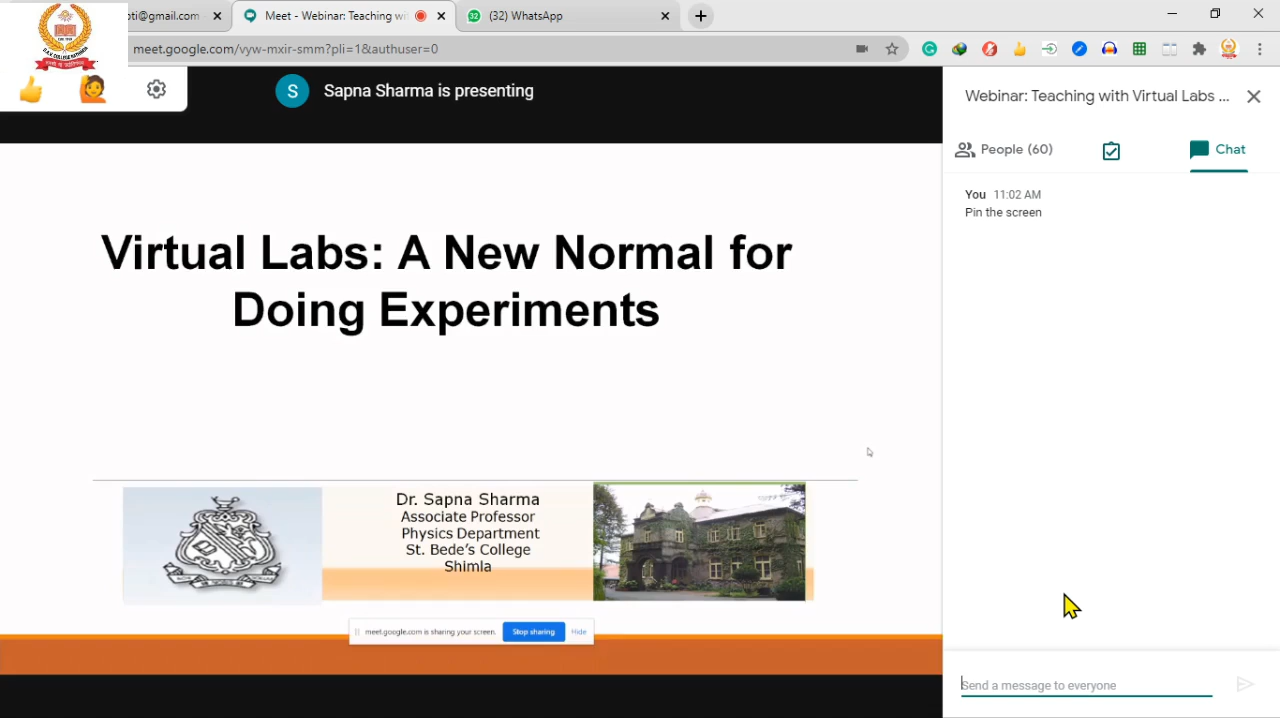 oti@gmail.com -
Meet - Webinar: Teaching wit
(32) WhatsApp
meet.google.com/vyw-mxir-smm?pli=1&authuser=0
S
Sapna Sharma is presenting
Webinar: Teaching with Virtual Labs ...
People (60)
Chat
You 11:02 AM
Pin the screen
Virtual Labs: A New Normal for
Doing Experiments
Dr. Sapna Sharma
Associate Professor
Physics Department
St. Bede's College
Shimla
meet.google.com is sharing your screen.
Stop sharing
Hide
Send a message to everyone